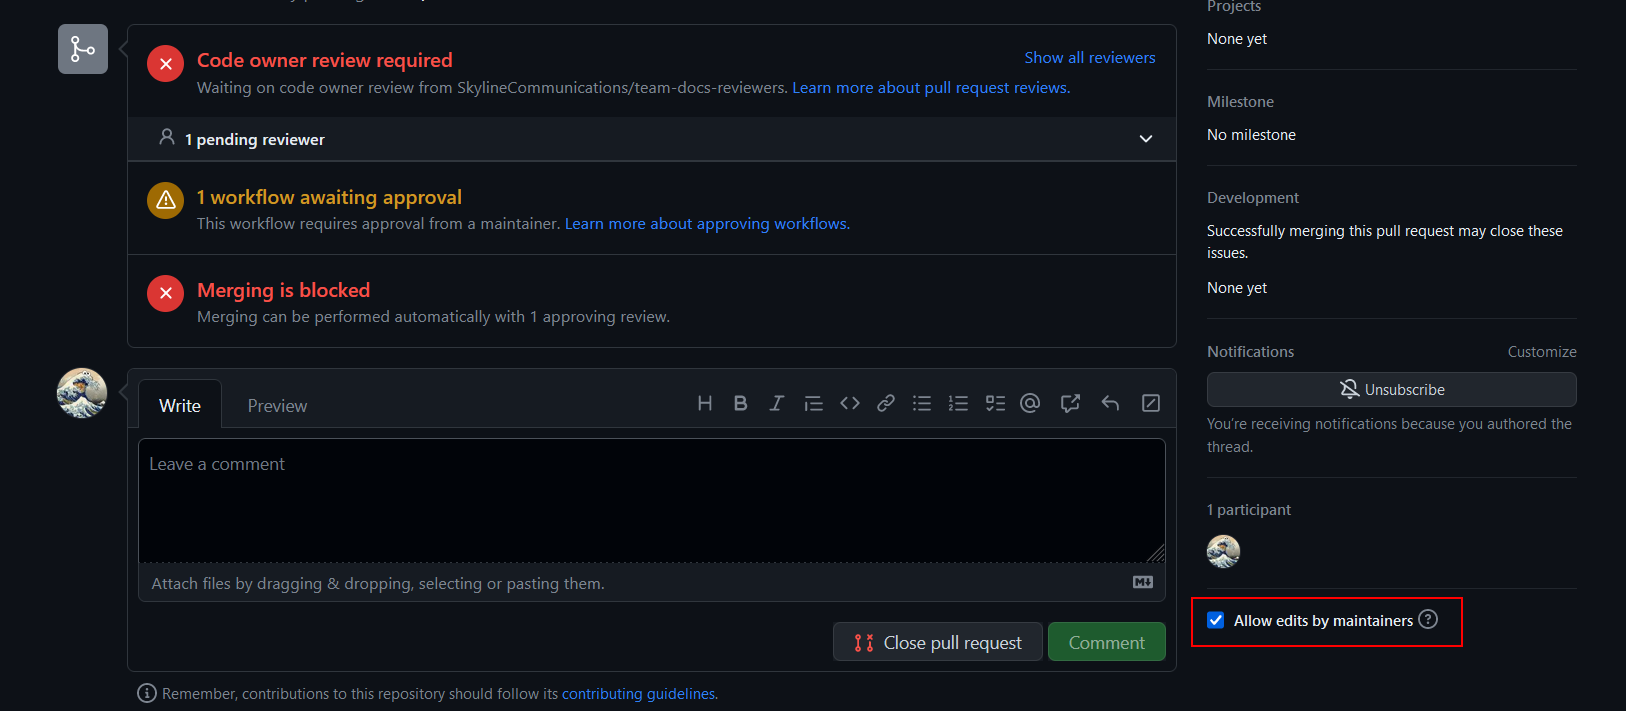 Code owner review required
Show all reviewers
Waiting on code owner review from SkylineCommunications/team-docs-reviewers. Learn more about pull request reviews.
1 pending reviewer
1 workflow awaiting approval
This workflow requires approval from a maintainer. Learn more about approving workflows.
Merging is blocked
Merging can be performed automatically with 1 approving review.
Write
Preview
Leave a comment
Attach files by dragging & dropping, selecting or pasting them.
Close pull request
Comment
Remember, contributions to this repository should follow its contributing guidelines.
Projects
None yet
Milestone
No milestone
Development
Successfully merging this pull request may close these
issues.
None yet
Notifications
Customize
Unsubscribe
You're receiving notifications because you authored the
thread.
1 participant
Allow edits by maintainers